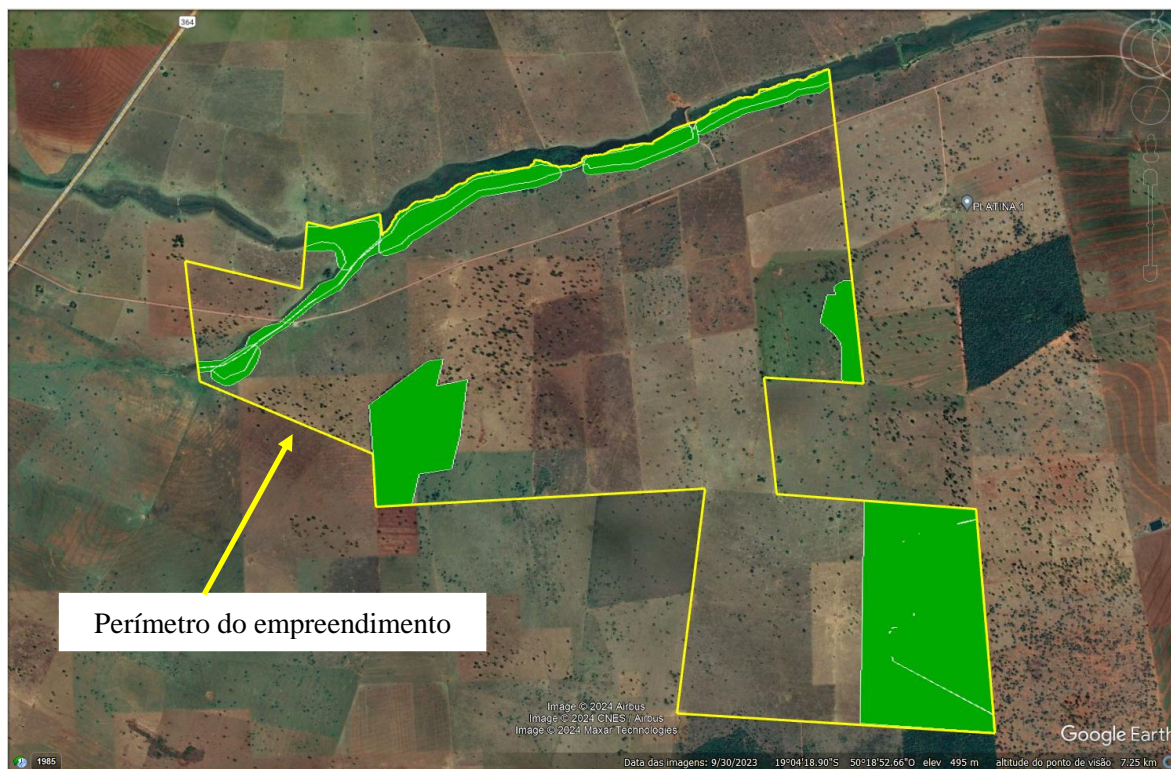 364
PLATINA 1
Perímetro do empreendimento
Image © 2024 Airbus
Image © 2024 CNES / Airbus
Image © 2024 Maxar Technologies
Google Earth
1985
Data das imagens: 9/30/2023 19°04'18.90"S 50°18'52.66"O elev 495 m altitude do ponto de visão 7.25 km